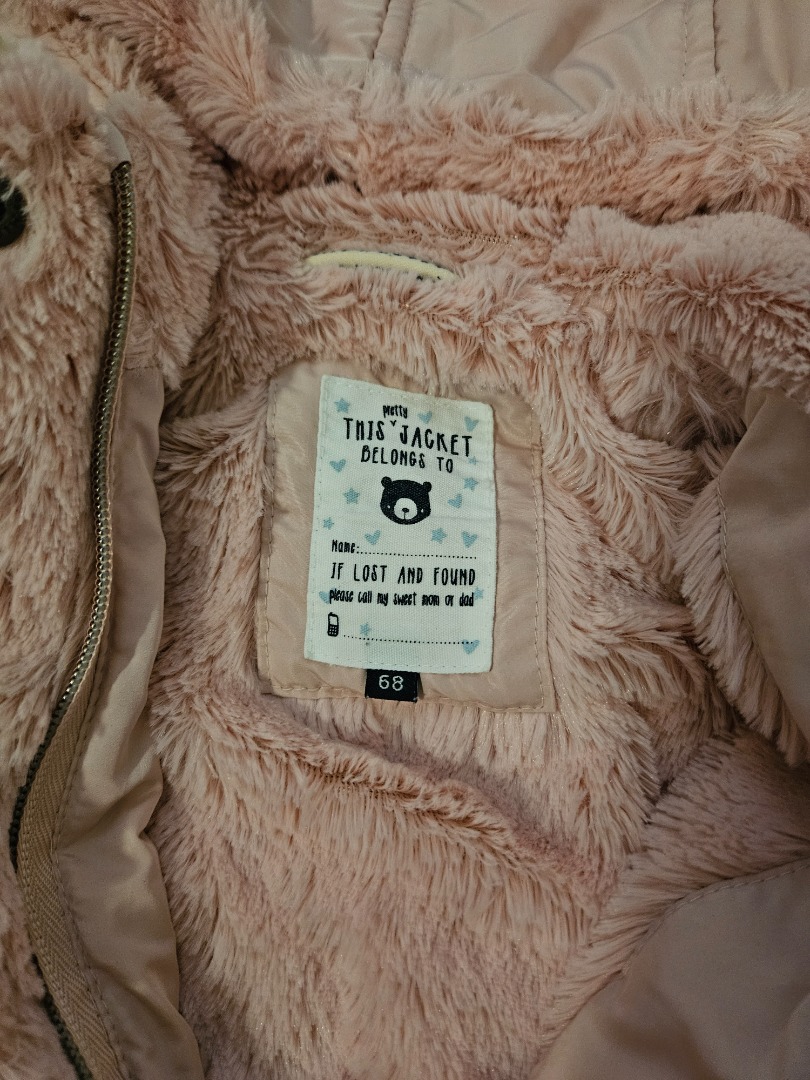 pretty
THIS ˅ JACKET
BELONGS TO
Name:
IF LOST AND FOUND
please call my sweet mom or dad
68